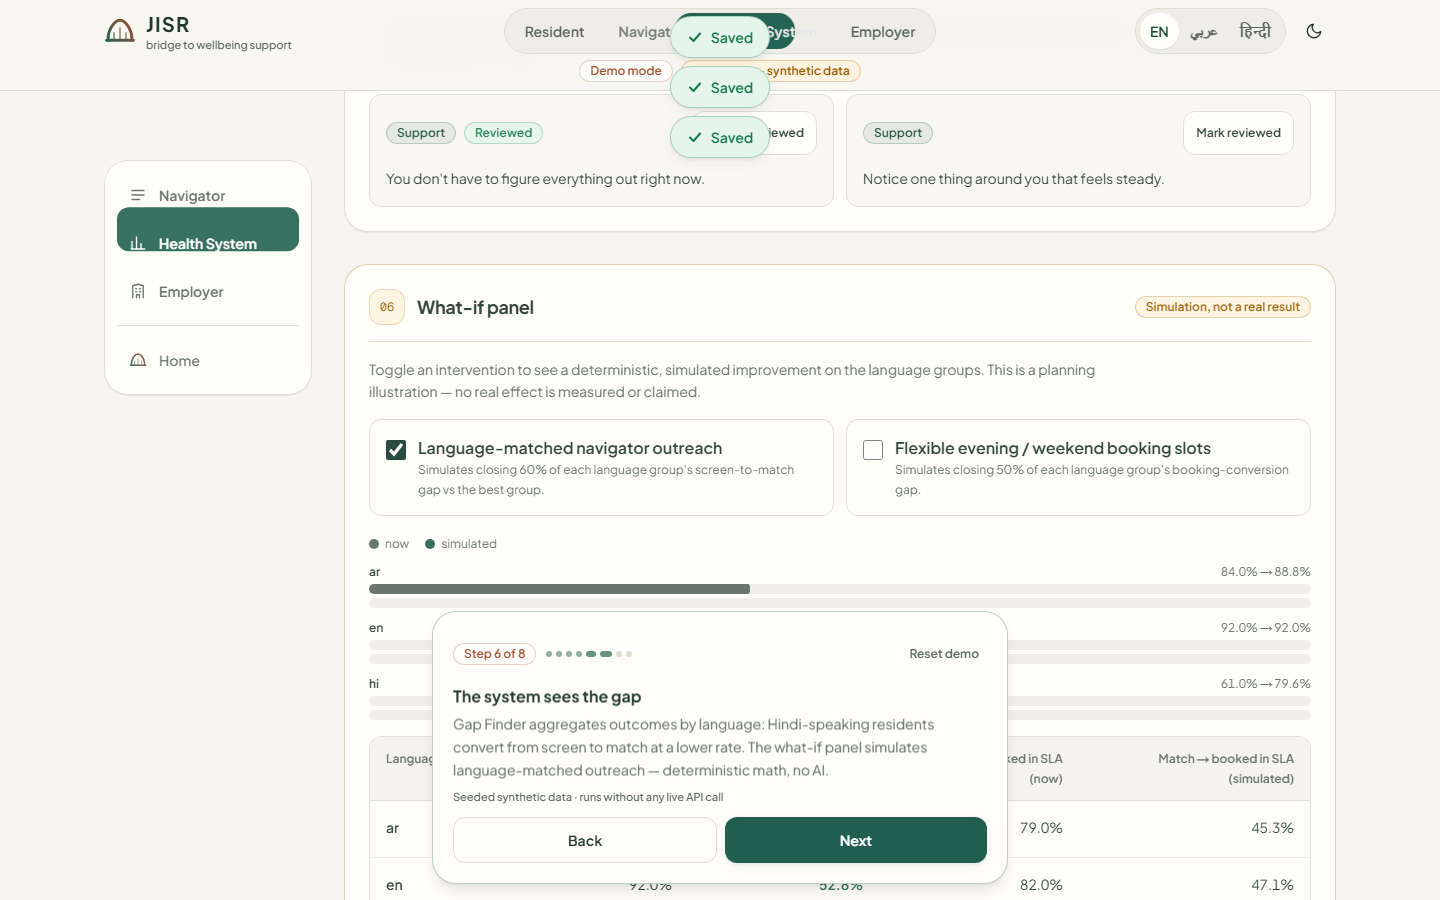 JISR
bridge to wellbeing support
Resident
Navigat
System
Employer
EN
عربي
हिन्दी
Demo mode
synthetic data
Saved
Saved
Saved
Navigator
Health System
Employer
Home
Support
Reviewed
You don't have to figure everything out right now.
Support
Mark reviewed
Notice one thing around you that feels steady.
06
What-if panel
Simulation, not a real result
Toggle an intervention to see a deterministic, simulated improvement on the language groups. This is a planning
illustration — no real effect is measured or claimed.
Language-matched navigator outreach
Simulates closing 60% of each language group's screen-to-match
gap vs the best group.
Flexible evening / weekend booking slots
Simulates closing 50% of each language group's booking-conversion
gap.
now
simulated
ar
84.0% → 88.8%
en
92.0% → 92.0%
hi
61.0% → 79.6%
Step 6 of 8
Reset demo
The system sees the gap
Gap Finder aggregates outcomes by language: Hindi-speaking residents
convert from screen to match at a lower rate. The what-if panel simulates
language-matched outreach — deterministic math, no AI.
Seeded synthetic data · runs without any live API call
Back
Next
in SLA
(now)
Match → booked in SLA
(simulated)
ar
79.0%
45.3%
en
92.0%
52.8%
82.0%
47.1%